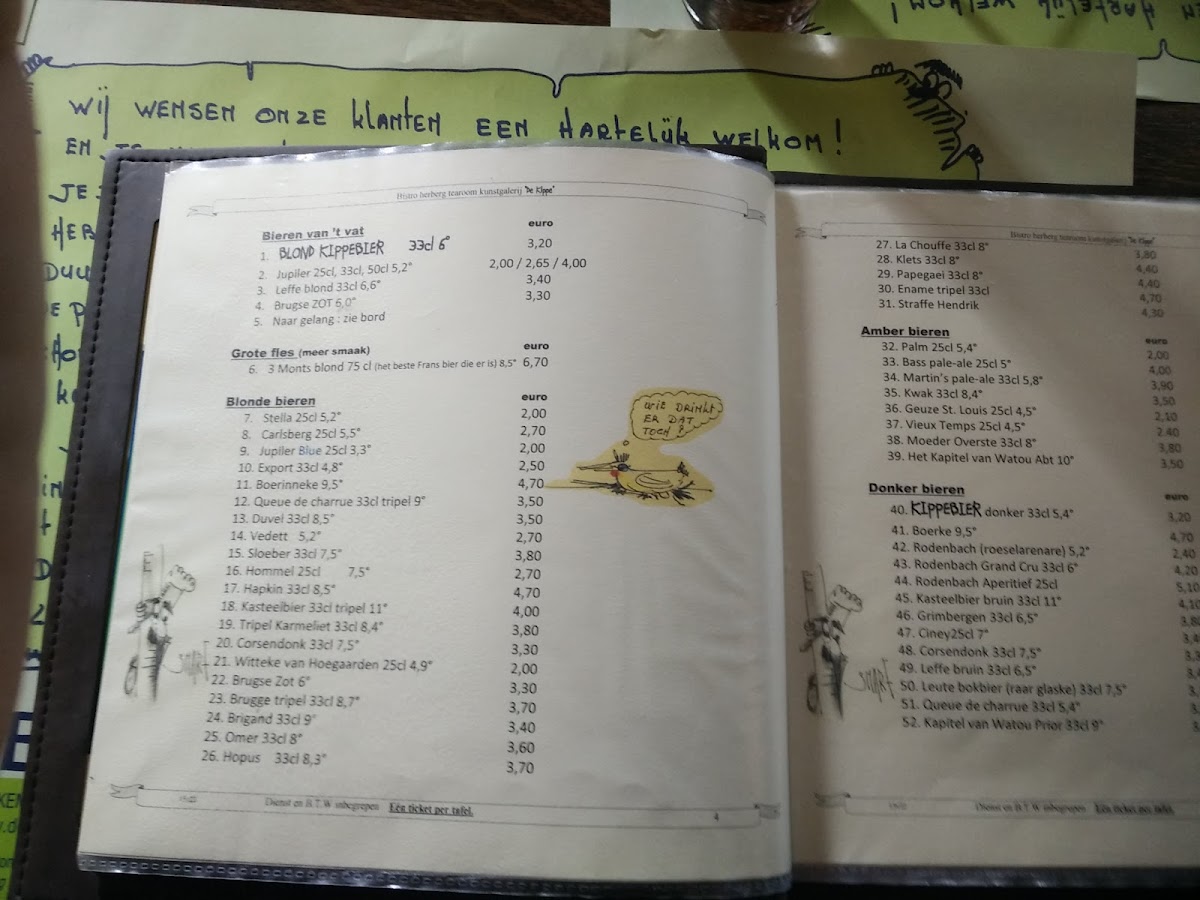 WIJ WENSEN ONZE KLANTEN EEN HARTELIJK WELKOM!
EN
JE
HEB
DUU
Bistro herberg tearoom kunstgalerij "De Kippe"
Bieren van 't vat euro
1. BLOND KIPPEBIER 33cl 6° 3,20
2. Jupiler 25cl, 33cl, 50cl 5,2° 2,00 / 2,65 / 4,00
3. Leffe blond 33cl 6,6° 3,40
4. Brugse ZOT 6,0° 3,30
5. Naar gelang : zie bord
Grote fles (meer smaak) euro
6. 3 Monts blond 75 cl (het beste Frans bier die er is) 8,5° 6,70
Blonde bieren euro
7. Stella 25cl 5,2° 2,00
8. Carlsberg 25cl 5,5° 2,70
9. Jupiler Blue 25cl 3,3° 2,00
10. Export 33cl 4,8° 2,50
11. Boerinneke 9,5° 4,70
12. Queue de charrue 33cl tripel 9° 3,50
13. Duvel 33cl 8,5° 3,50
14. Vedett 5,2° 2,70
15. Sloeber 33cl 7,5° 3,80
16. Hommel 25cl 7,5° 2,70
17. Hapkin 33cl 8,5° 4,70
18. Kasteelbier 33cl tripel 11° 4,00
19. Tripel Karmeliet 33cl 8,4° 3,80
20. Corsendonk 33cl 7,5° 3,30
21. Witteke van Hoegaarden 25cl 4,9° 2,00
22. Brugse Zot 6° 3,30
23. Brugge tripel 33cl 8,7° 3,70
24. Brigand 33cl 9° 3,40
25. Omer 33cl 8° 3,60
26. Hopus 33cl 8,3° 3,70
WIE DRINKT
ER DAT
TOCH?
Dienst en B.T.W inbegrepen Eén ticket per tafel.
4
Bistro herberg tearoom kunstgalerij "De Kippe"
27. La Chouffe 33cl 8° 3,80
28. Klets 33cl 8° 4,40
29. Papegaei 33cl 8° 4,40
30. Ename tripel 33cl 4,70
31. Straffe Hendrik 4,30
Amber bieren euro
32. Palm 25cl 5,4° 2,00
33. Bass pale-ale 25cl 5° 4,00
34. Martin's pale-ale 33cl 5,8° 3,90
35. Kwak 33cl 8,4° 3,50
36. Geuze St. Louis 25cl 4,5° 2,10
37. Vieux Temps 25cl 4,5° 2.40
38. Moeder Overste 33cl 8° 3,80
39. Het Kapitel van Watou Abt 10° 3,50
Donker bieren euro
40. KIPPEBIER donker 33cl 5,4° 3,20
41. Boerke 9,5° 4,70
42. Rodenbach (roeselarenare) 5,2° 2,40
43. Rodenbach Grand Cru 33cl 6° 4,20
44. Rodenbach Aperitief 25cl 5,10
45. Kasteelbier bruin 33cl 11° 4,10
46. Grimbergen 33cl 6,5°
47. Ciney25cl 7°
48. Corsendonk 33cl 7,5°
49. Leffe bruin 33cl 6,5°
50. Leute bokbier (raar glaske) 33cl 7,5°
51. Queue de charrue 33cl 5,4°
52. Kapitel van Watou Prior 33cl 9°
Dienst en B.T.W inbegrepen Eén ticket per tafel.